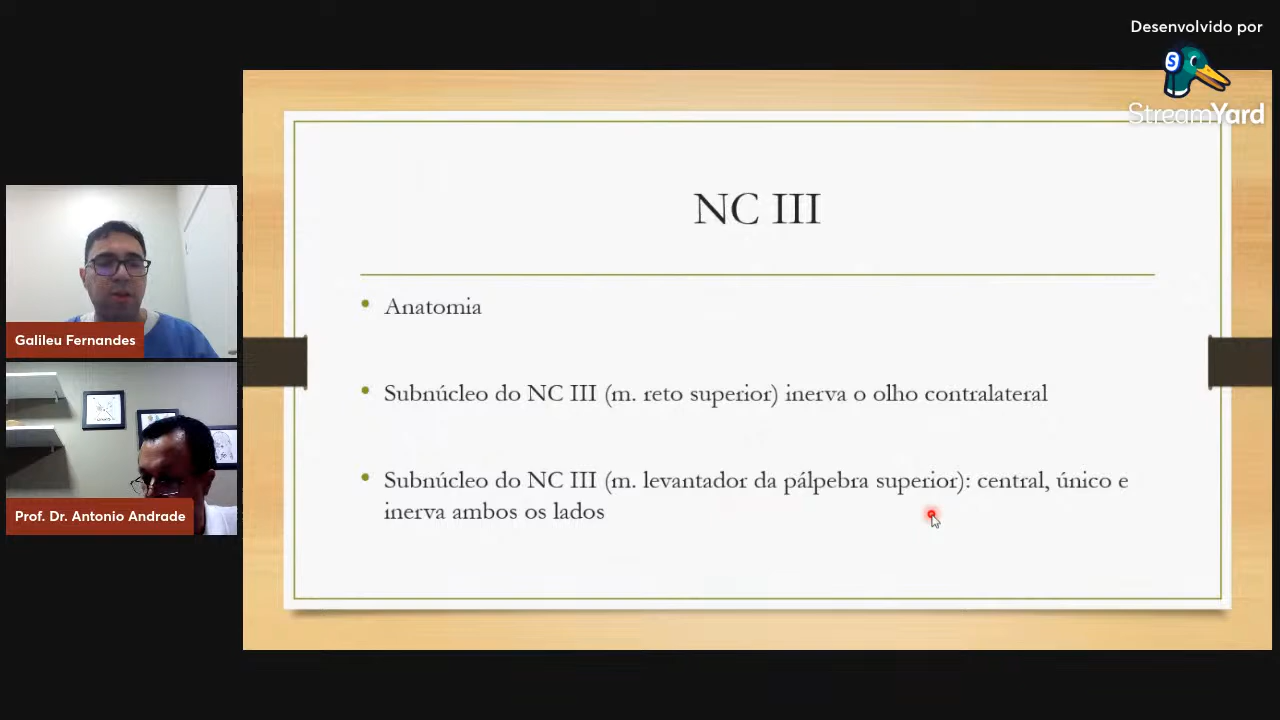 Desenvolvido por
StreamYard
NC III
Anatomia
Subnúcleo do NC III (m. reto superior) inerva o olho contralateral
Subnúcleo do NC III (m. levantador da pálpebra superior): central, único e
inerva ambos os lados
Galileu Fernandes
Prof. Dr. Antonio Andrade